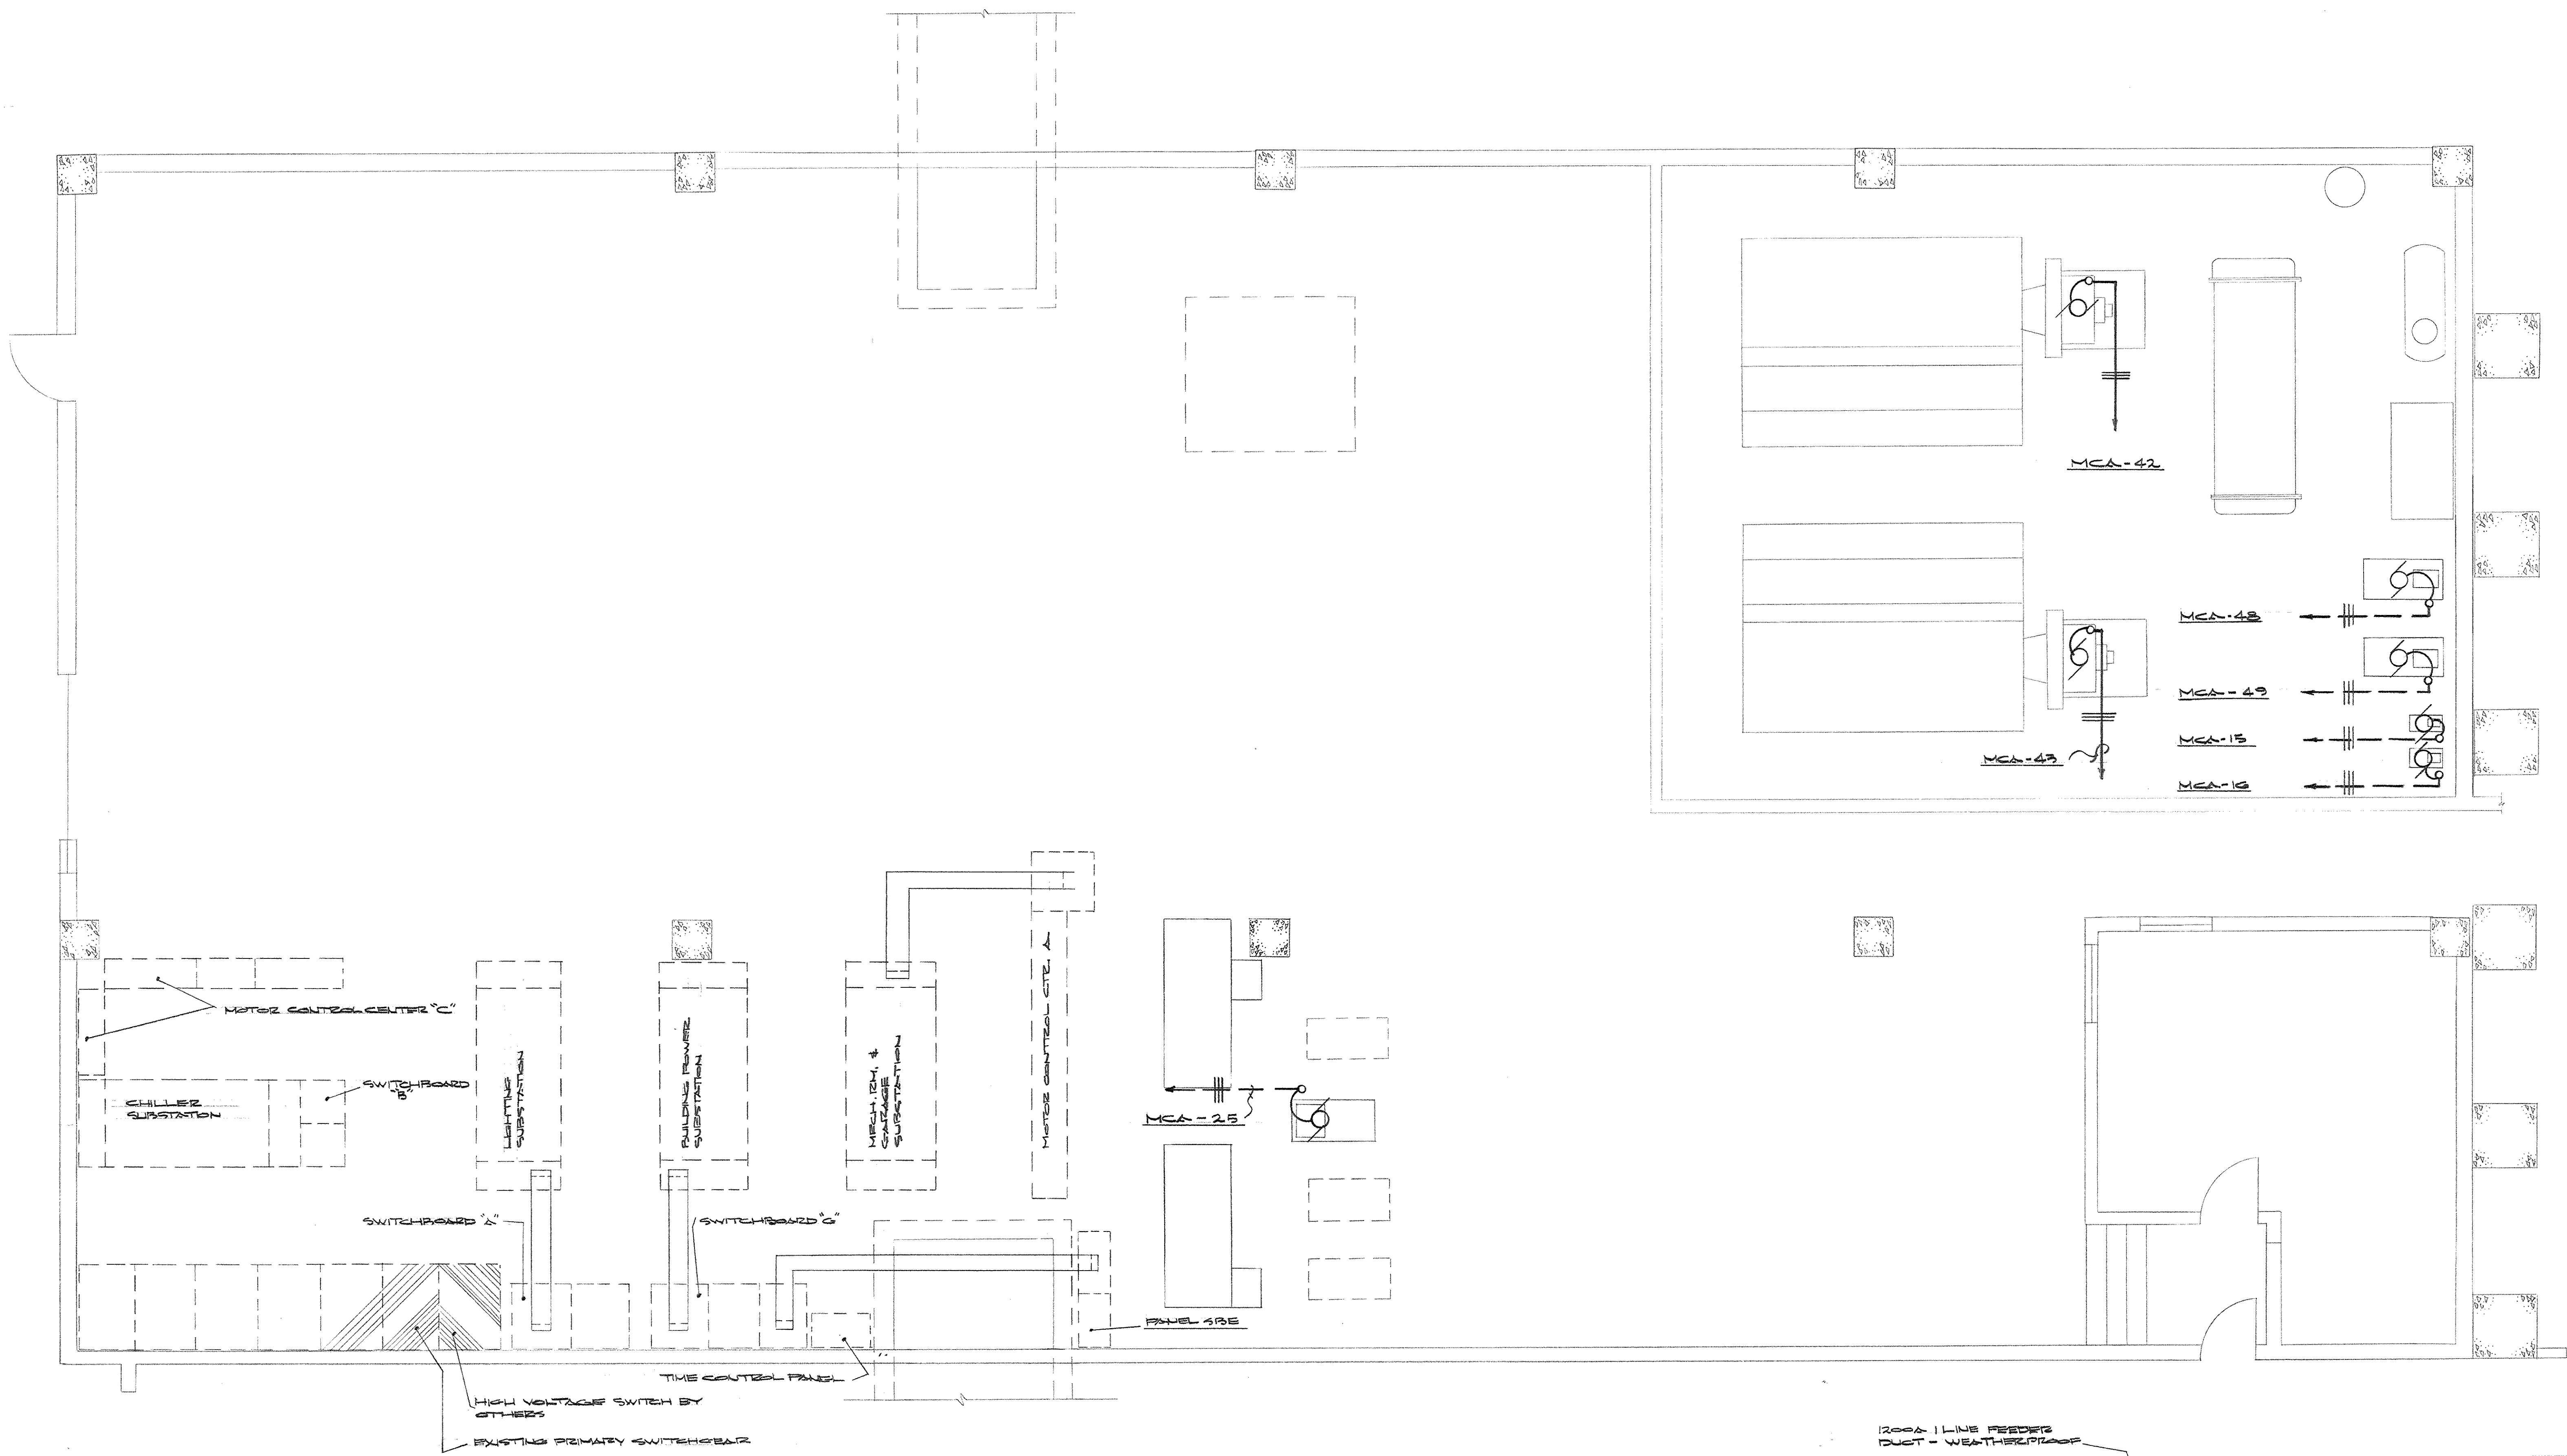 MCA-42
MCA-48
MCA-49
MCA-15
MCA-43
MCA-16
MOTOR CONTROL CENTER "C"
SWITCHBOARD
"B"
CHILLER
SUBSTATION
LIGHTING
SUBSTATION
BUILDING POWER
SUBSTATION
MECH. RM. &
GARAGE
SUBSTATION
MOTOR CONTROL CTR. A
MCA-25
SWITCHBOARD "A"
SWITCHBOARD "G"
PANEL SBE
TIME CONTROL PANEL
HIGH VOLTAGE SWITCH BY
OTHERS
EXISTING PRIMARY SWITCHGEAR
1200A 1 LINE FEEDER
DUCT - WEATHERPROOF